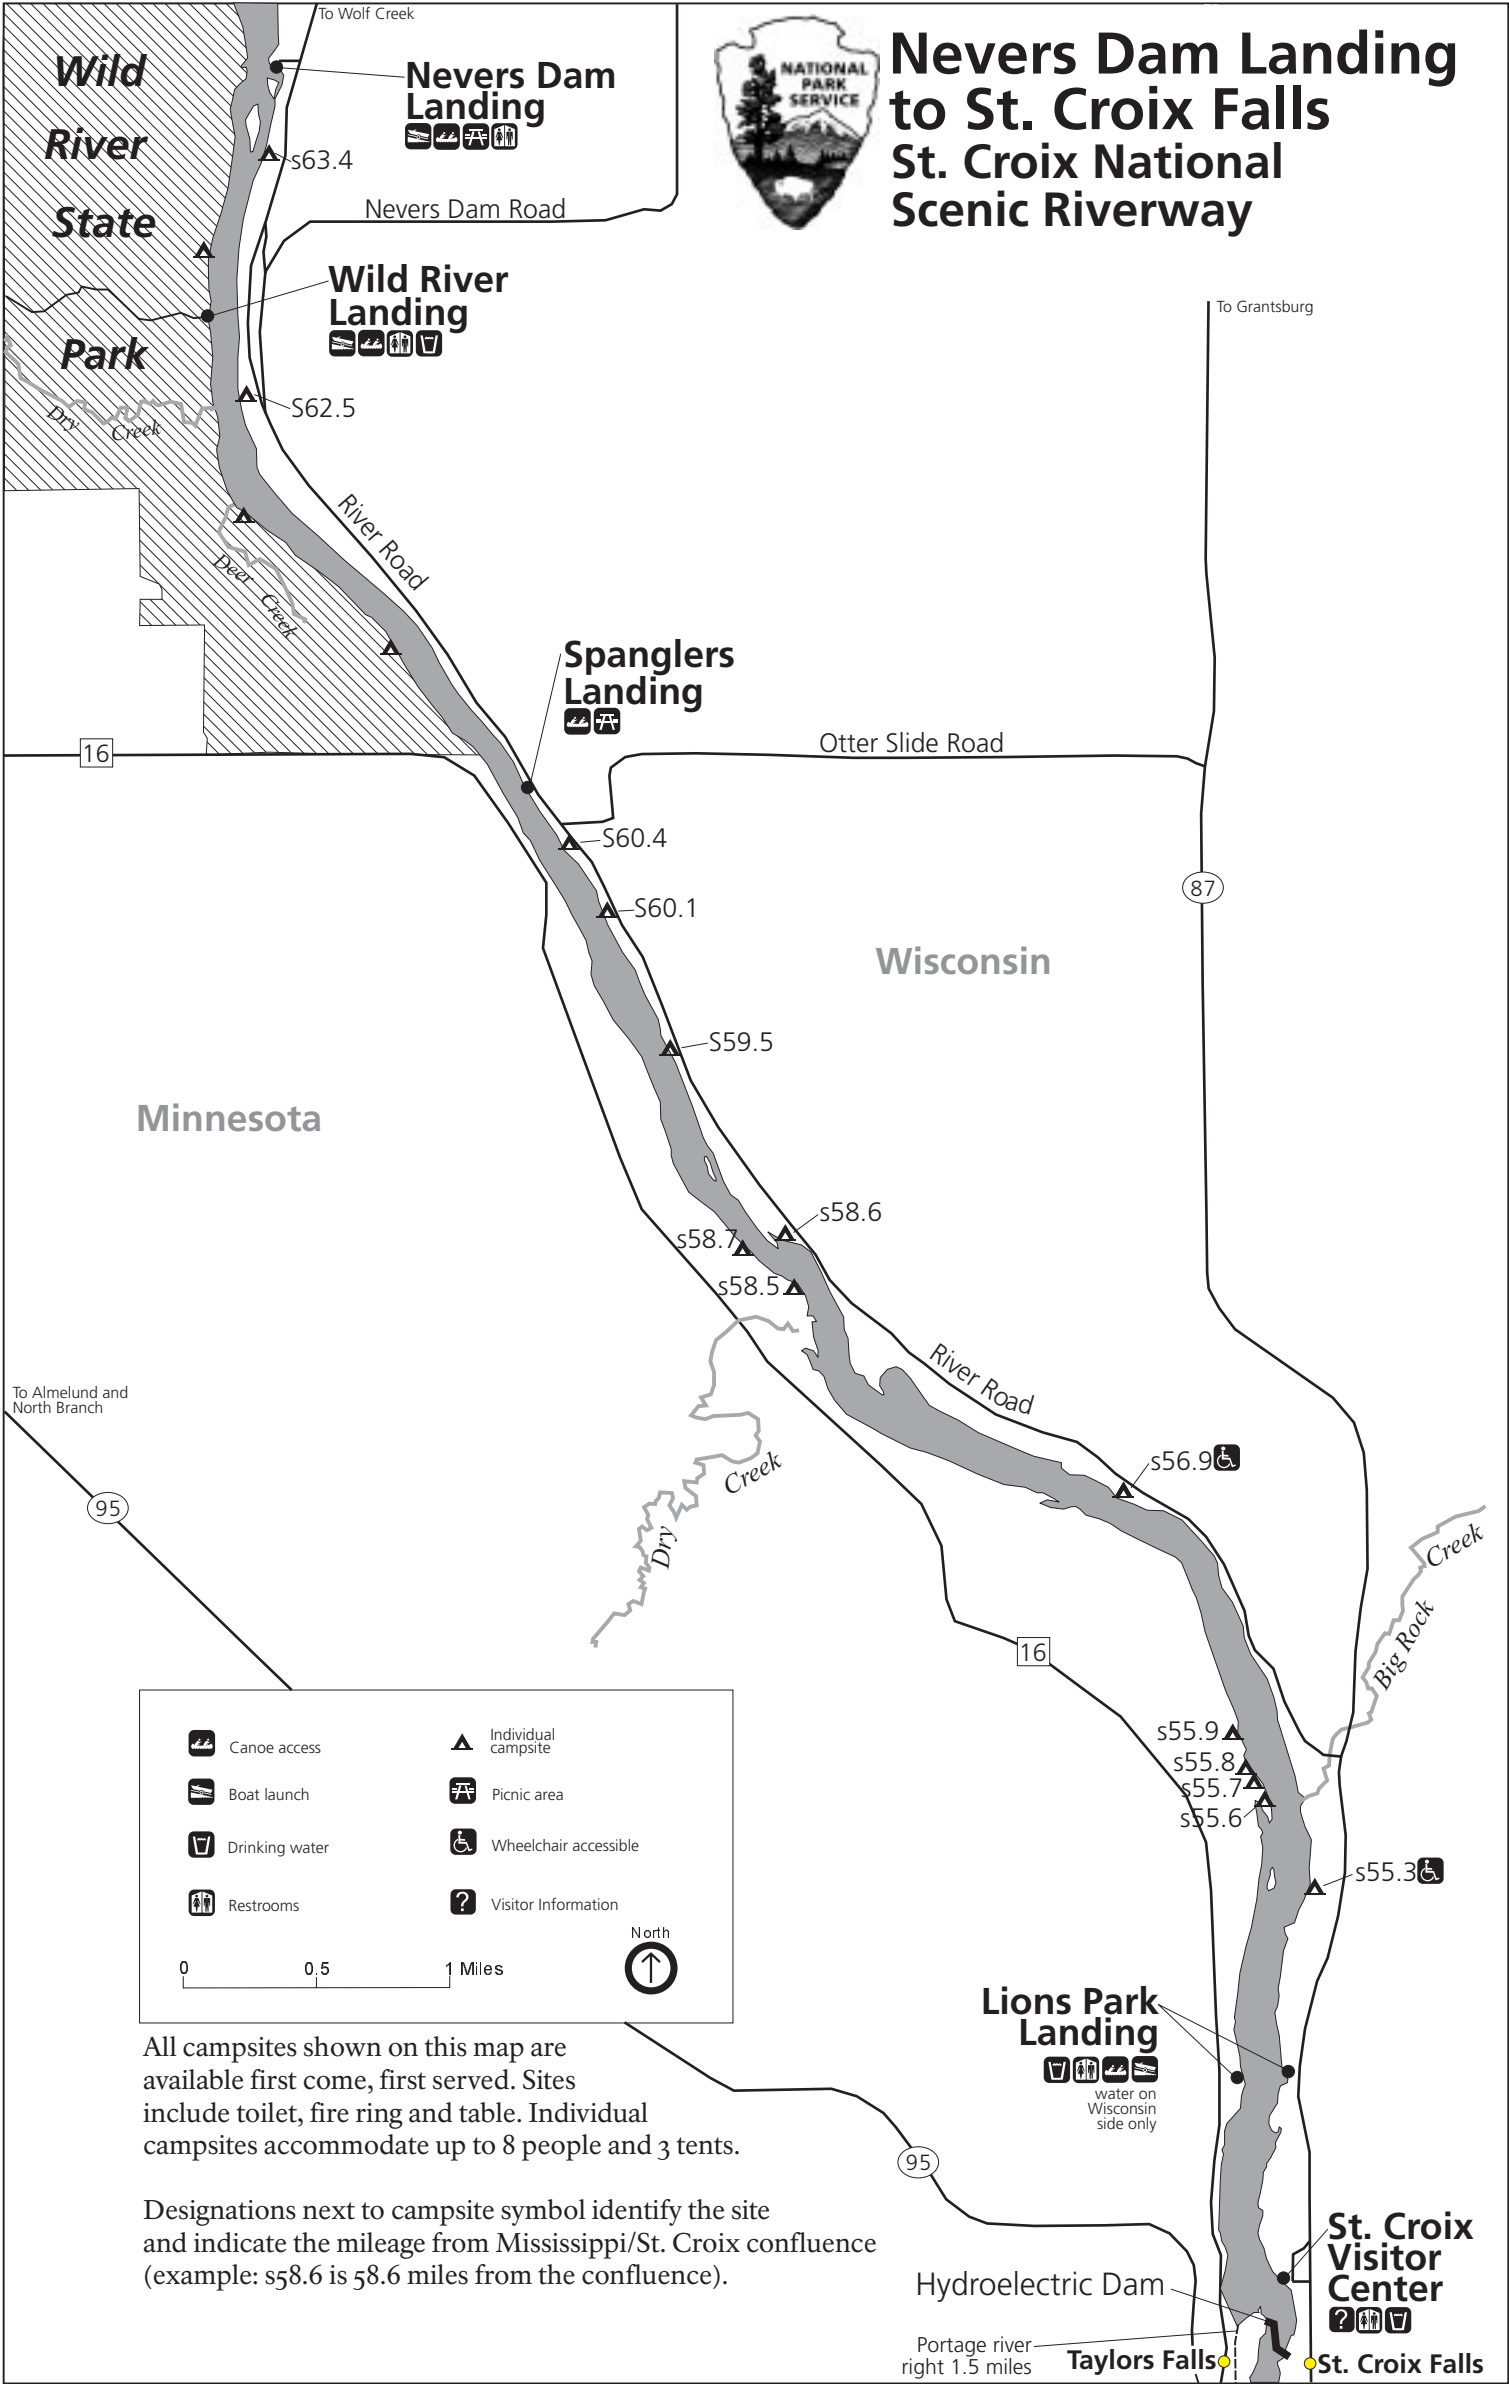 To Wolf Creek
Wild
River
State
Park
Nevers Dam
Landing
NATIONAL
PARK
SERVICE
Nevers Dam Landing
to St. Croix Falls
St. Croix National
Scenic Riverway
s63.4
Nevers Dam Road
Wild River
Landing
To Grantsburg
S62.5
Dry
Creek
River Road
Deer
Creek
Spanglers
Landing
16
Otter Slide Road
S60.4
87
S60.1
Wisconsin
S59.5
Minnesota
s58.6
s58.7
s58.5
River Road
To Almelund and
North Branch
s56.9
Creek
Dry
95
Creek
Big Rock
16
s55.9
s55.8
s55.7
s55.6
s55.3
Canoe access
Individual
campsite
Boat launch
Picnic area
Drinking water
Wheelchair accessible
Restrooms
? Visitor Information
North
0 0.5 1 Miles
Lions Park
Landing
water on
Wisconsin
side only
All campsites shown on this map are
available first come, first served. Sites
include toilet, fire ring and table. Individual
campsites accommodate up to 8 people and 3 tents.
95
Designations next to campsite symbol identify the site
and indicate the mileage from Mississippi/St. Croix confluence
(example: s58.6 is 58.6 miles from the confluence).
St. Croix
Visitor
Center
?
Hydroelectric Dam
Portage river
right 1.5 miles
Taylors Falls
St. Croix Falls